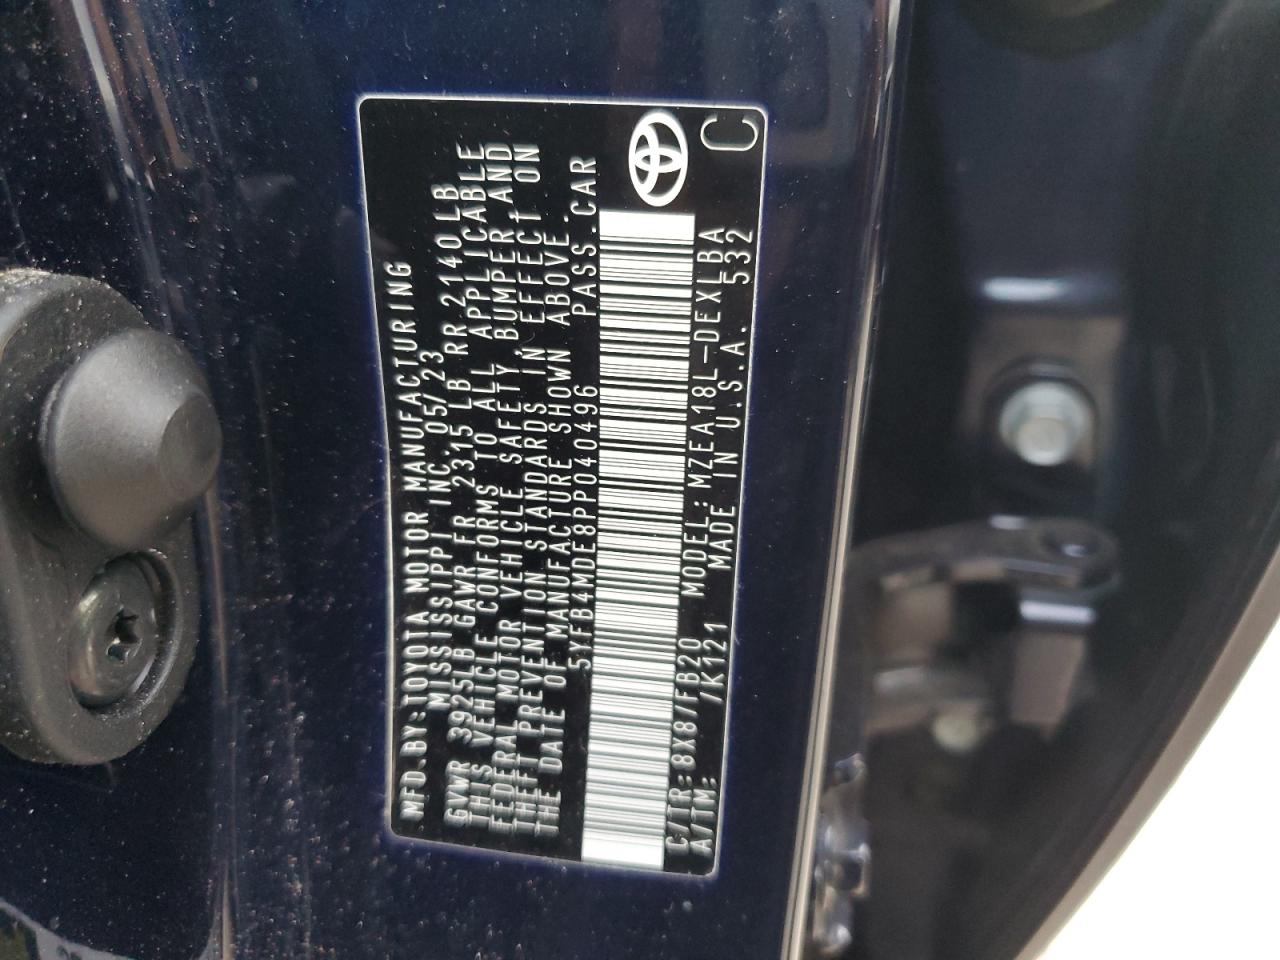 MFD. BY: TOYOTA MOTOR MANUFACTURING
MISSISSIPPI INC. 05/23
GVWR 3925LB GAWR FR 2315 LB RR 2140 LB
THIS VEHICLE CONFORMS TO ALL APPLICABLE
FEDERAL MOTOR VEHICLE SAFETY, BUMPER, AND
THEFT PREVENTION STANDARDS IN EFFECT ON
THE DATE OF MANUFACTURE SHOWN ABOVE.
5YFB4MDE8PP040496 PASS. CAR
C/TR: 8X8 /FB20 MODEL: MZEA18L-DEXLBA
A/TM: /K121 MADE IN U.S.A. 532
C